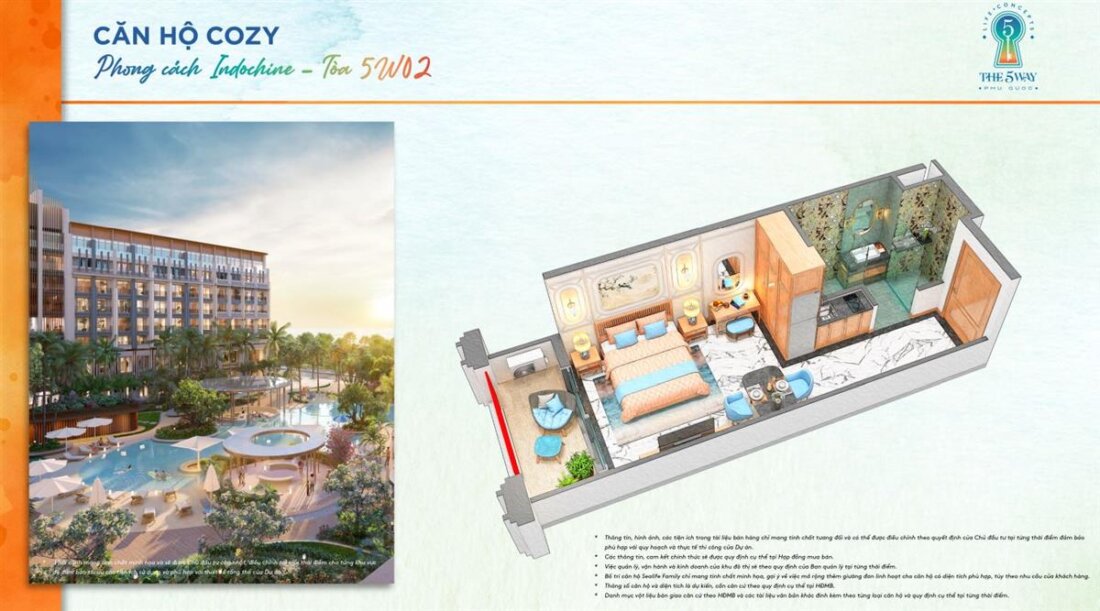 CĂN HỘ COZY
Phong cách Indochine - Tòa 5W02
LIFE • CONCEPTS
5
THE 5WAY
• PHU QUOC •
* Thông tin, hình ảnh, các tiện ích trong tài liệu bán hàng chỉ mang tính chất tương đối và có thể được điều chỉnh theo quyết định của Chủ đầu tư tại từng thời điểm đảm bảo
phù hợp với quy hoạch và thực tế thi công của Dự án.
* Các thông tin, cam kết chính thức sẽ được quy định cụ thể tại Hợp đồng mua bán.
* Việc quản lý, vận hành và kinh doanh của khu đô thị sẽ theo quy định của Ban quản lý tại từng thời điểm.
* Bố trí căn hộ Sealife Family chỉ mang tính chất minh họa, gợi ý về việc mở rộng thêm giường đan linh hoạt cho căn hộ có diện tích phù hợp, tùy theo nhu cầu của khách hàng.
* Thông số căn hộ và diện tích là dự kiến, cần căn cứ theo quy định cụ thể tại HĐMB.
* Danh mục vật liệu bàn giao căn cứ theo HĐMB và các tài liệu văn bản khác đính kèm theo từng loại căn hộ và quy định cụ thể tại từng thời điểm.